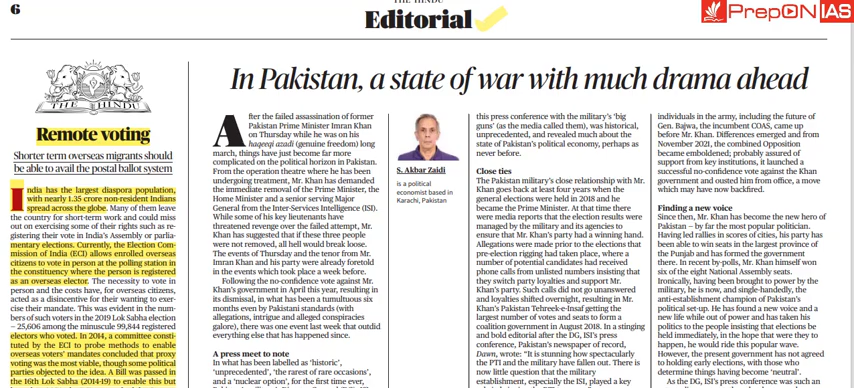 6
THE HINDU
Editorial
PrepON IAS
THE HINDU
Remote voting
Shorter term overseas migrants should
be able to avail the postal ballot system
India has the largest diaspora population,
with nearly 1.35 crore non-resident Indians
spread across the globe. Many of them leave
the country for short-term work and could miss
out on exercising some of their rights such as re-
gistering their vote in India's Assembly or parlia-
mentary elections. Currently, the Election Com-
mission of India (ECI) allows enrolled overseas
citizens to vote in person at the polling station in
the constituency where the person is registered
as an overseas elector. The necessity to vote in
person and the costs have, for overseas citizens,
acted as a disincentive for their wanting to exer-
cise their mandate. This was evident in the num-
bers of such voters in the 2019 Lok Sabha election
– 25,606 among the minuscule 99,844 registered
electors who voted. In 2014, a committee consti-
tuted by the ECI to probe methods to enable
overseas voters' mandates concluded that proxy
voting was the most viable, though some political
parties objected to the idea. A Bill was passed in
the 16th Lok Sabha (2014-19) to enable this but
In Pakistan, a state of war with much drama ahead
After the failed assassination of former
Pakistan Prime Minister Imran Khan
on Thursday while he was on his
haqeeqi azadi (genuine freedom) long
march, things have just become far more
complicated on the political horizon in Pakistan.
From the operation theatre where he has been
undergoing treatment, Mr. Khan has demanded
the immediate removal of the Prime Minister, the
Home Minister and a senior serving Major
General from the Inter-Services Intelligence (ISI).
While some of his key lieutenants have
threatened revenge over the failed attempt, Mr.
Khan has suggested that if these three people
were not removed, all hell would break loose.
The events of Thursday and the tenor from Mr.
Imran Khan and his party were already foretold
in the events which took place a week before.
Following the no-confidence vote against Mr.
Khan's government in April this year, resulting in
its dismissal, in what has been a tumultuous six
months even by Pakistani standards (with
allegations, intrigue and alleged conspiracies
galore), there was one event last week that outdid
everything else that has happened since.
A press meet to note
In what has been labelled as 'historic',
'unprecedented', 'the rarest of rare occasions',
and a 'nuclear option', for the first time ever,
S. Akbar Zaidi
is a political
economist based in
Karachi, Pakistan
this press conference with the military's 'big
guns' (as the media called them), was historical,
unprecedented, and revealed much about the
state of Pakistan's political economy, perhaps as
never before.
Close ties
The Pakistan military's close relationship with Mr.
Khan goes back at least four years when the
general elections were held in 2018 and he
became the Prime Minister. At that time there
were media reports that the election results were
managed by the military and its agencies to
ensure that Mr. Khan's party had a winning hand.
Allegations were made prior to the elections that
pre-election rigging had taken place, where a
number of potential candidates had received
phone calls from unlisted numbers insisting that
they switch party loyalties and support Mr.
Khan's party. Such calls did not go unanswered
and loyalties shifted overnight, resulting in Mr.
Khan's Pakistan Tehreek-e-Insaf getting the
largest number of votes and seats to form a
coalition government in August 2018. In a stinging
and bold editorial after the DG, ISI's press
conference, Pakistan's newspaper of record,
Dawn, wrote: "It is stunning how spectacularly
the PTI and the military have fallen out. There is
now little question that the military
establishment, especially the ISI, played a key
individuals in the army, including the future of
Gen. Bajwa, the incumbent COAS, came up
before Mr. Khan. Differences emerged and from
November 2021, the combined Opposition
became emboldened; probably assured of
support from key institutions, it launched a
successful no-confidence vote against the Khan
government and ousted him from office, a move
which may have now backfired.
Finding a new voice
Since then, Mr. Khan has become the new hero of
Pakistan – by far the most popular politician.
Having led rallies in scores of cities, his party has
been able to win seats in the largest province of
the Punjab and has formed the government
there. In recent by-polls, Mr. Khan himself won
six of the eight National Assembly seats.
Ironically, having been brought to power by the
military, he is now, and single-handedly, the
anti-establishment champion of Pakistan's
political set-up. He has found a new voice and a
new life while out of power and has taken his
politics to the people insisting that elections be
held immediately, in the hope that were they to
happen, he would ride this popular wave.
However, the present government has not agreed
to holding early elections, with those who
determine things having become 'neutral'.
As the DG, ISI's press conference was such an